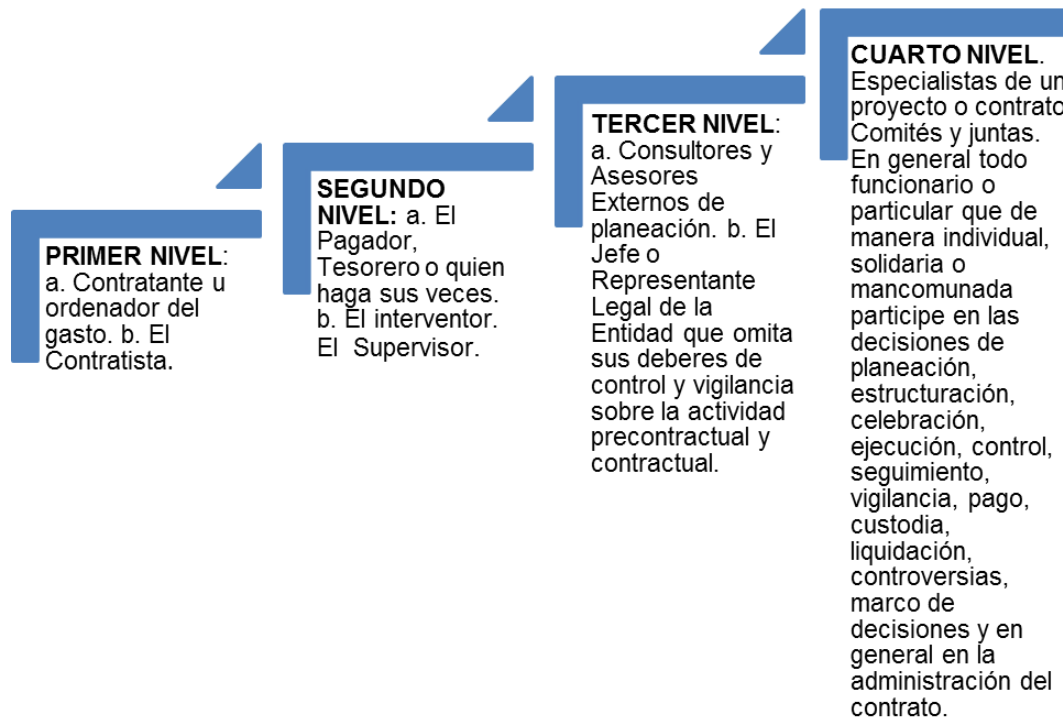 PRIMER NIVEL:
a. Contratante u
ordenador del
gasto. b. El
Contratista.
SEGUNDO
NIVEL: a. El
Pagador,
Tesorero o quien
haga sus veces.
b. El interventor.
El Supervisor.
TERCER NIVEL:
a. Consultores y
Asesores
Externos de
planeación. b. El
Jefe o
Representante
Legal de la
Entidad que omita
sus deberes de
control y vigilancia
sobre la actividad
precontractual y
contractual.
CUARTO NIVEL.
Especialistas de un
proyecto o contrato
Comités y juntas.
En general todo
funcionario o
particular que de
manera individual,
solidaria o
mancomunada
participe en las
decisiones de
planeación,
estructuración,
celebración,
ejecución, control,
seguimiento,
vigilancia, pago,
custodia,
liquidación,
controversias,
marco de
decisiones y en
general en la
administración del
contrato.